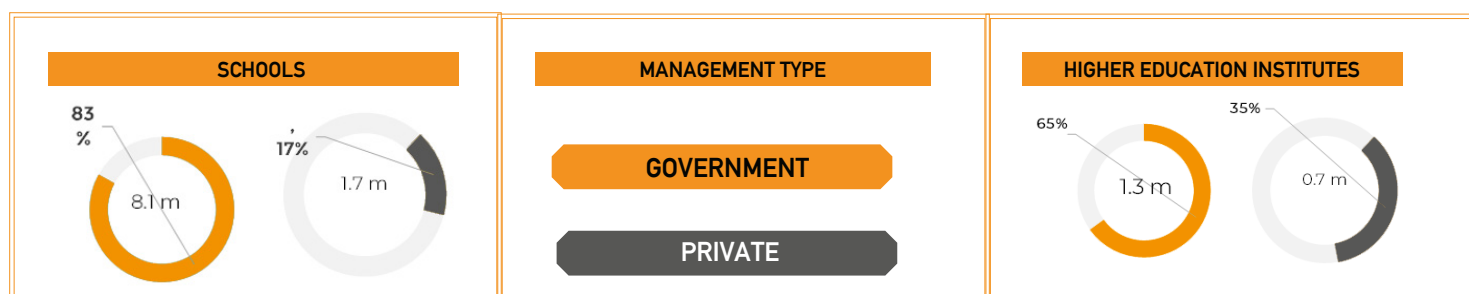 SCHOOLS
83
%
,
17%
8.1 m
1.7 m
MANAGEMENT TYPE
GOVERNMENT
PRIVATE
HIGHER EDUCATION INSTITUTES
65%
35%
1.3 m
0.7 m